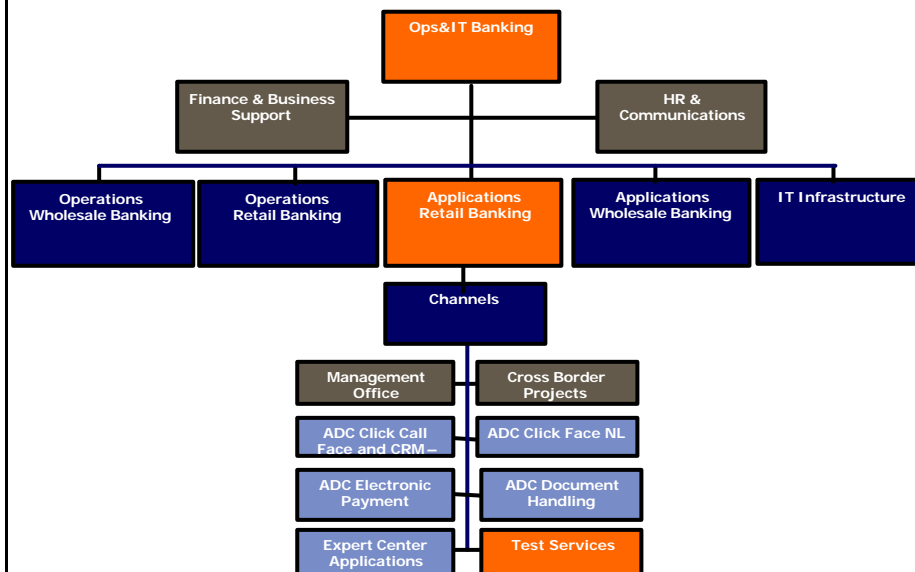 Ops&IT Banking
Finance & Business
Support
HR &
Communications
Operations
Wholesale Banking
Operations
Retail Banking
Applications
Retail Banking
Applications
Wholesale Banking
IT Infrastructure
Channels
Management
Office
Cross Border
Projects
ADC Click Call
Face and CRM –
ADC Click Face NL
ADC Electronic
Payment
ADC Document
Handling
Expert Center
Applications
Test Services